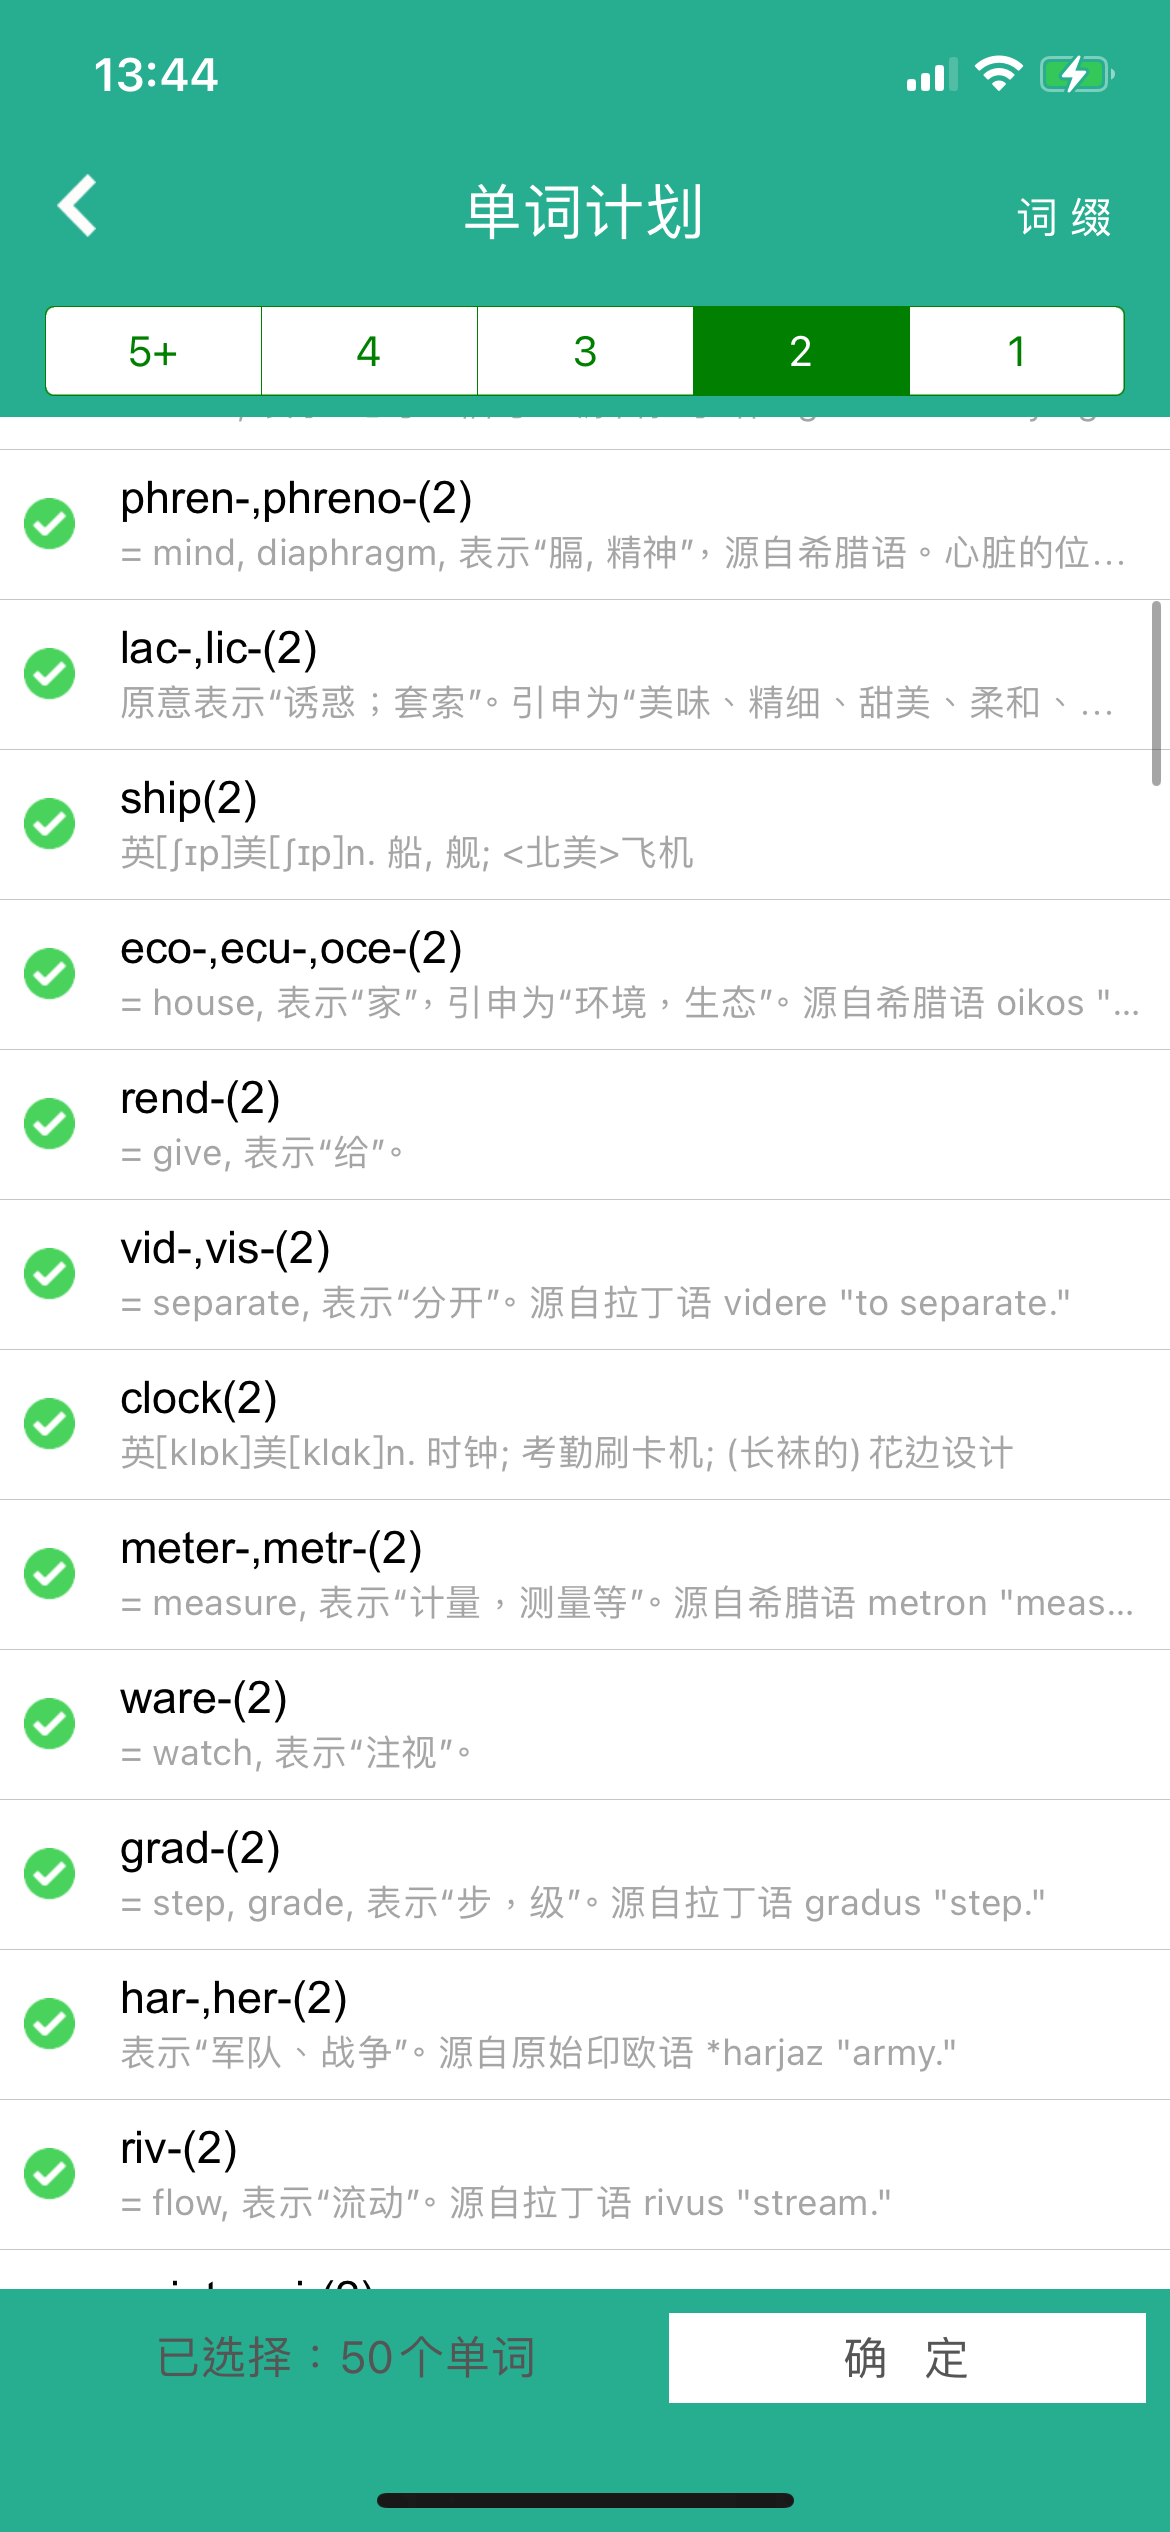 13:44
单词计划
词缀
5+ 4 3 2 1
phren-,phreno-(2)
= mind, diaphragm, 表示“膈, 精神”，源自希腊语。心脏的位...
lac-,lic-(2)
原意表示“诱惑；套索”。引申为“美味、精细、甜美、柔和、...
ship(2)
英[ʃɪp]美[ʃɪp]n. 船, 舰; <北美>飞机
eco-,ecu-,oce-(2)
= house, 表示“家”，引申为“环境，生态”。源自希腊语 oikos "...
rend-(2)
= give, 表示“给”。
vid-,vis-(2)
= separate, 表示“分开”。源自拉丁语 videre "to separate."
clock(2)
英[klɒk]美[klɑk]n. 时钟; 考勤刷卡机; (长袜的) 花边设计
meter-,metr-(2)
= measure, 表示“计量，测量等”。源自希腊语 metron "meas...
ware-(2)
= watch, 表示“注视”。
grad-(2)
= step, grade, 表示“步，级”。源自拉丁语 gradus "step."
har-,her-(2)
表示“军队、战争”。源自原始印欧语 *harjaz "army."
riv-(2)
= flow, 表示“流动”。源自拉丁语 rivus "stream."
已选择：50个单词
确 定